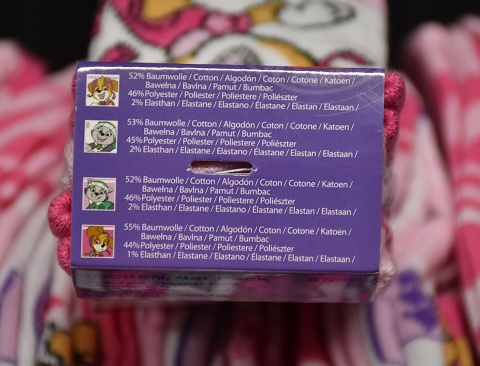 52% Baumwolle / Cotton / Algodón / Coton / Cotone / Katoen /
Bawełna / Bavlna / Pamut / Bumbac
46%Polyester / Poliester / Poliestere / Poliészter
2% Elasthan / Elastane / Elastano / Élastane / Elastan / Elastaan /
53% Baumwolle / Cotton / Algodón / Coton / Cotone / Katoen /
Bawełna / Bavlna / Pamut / Bumbac
45%Polyester / Poliester / Poliestere / Poliészter
2% Elasthan / Elastane / Elastano / Élastane / Elastan / Elastaan /
52% Baumwolle / Cotton / Algodón / Coton / Cotone / Katoen /
Bawełna / Bavlna / Pamut / Bumbac
46%Polyester / Poliester / Poliestere / Poliészter
2% Elasthan / Elastane / Elastano / Élastane / Elastan / Elastaan /
55% Baumwolle / Cotton / Algodón / Coton / Cotone / Katoen /
Bawełna / Bavlna / Pamut / Bumbac
44%Polyester / Poliester / Poliestere / Poliészter
1% Elasthan / Elastane / Elastano / Élastane / Elastan / Elastaan /